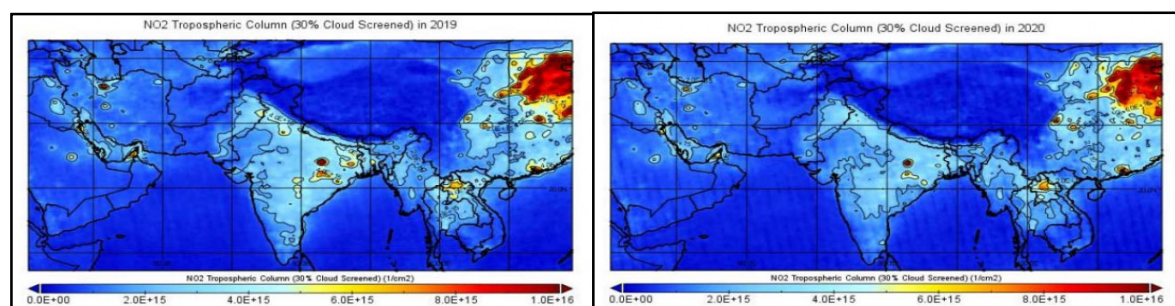 NO2 Tropospheric Column (30% Cloud Screened) in 2019
NO2 Tropospheric Column (30% Cloud Screened) (1/cm2)
0.0E+00 2.0E+15 4.0E+15 6.0E+15 8.0E+15 1.0E+16
NO2 Tropospheric Column (30% Cloud Screened) in 2020
20.0N
NO2 Tropospheric Column (30% Cloud Screened) (1/cm2)
0.0E+00 2.0E+15 4.0E+15 6.0E+15 8.0E+15 1.0E+16